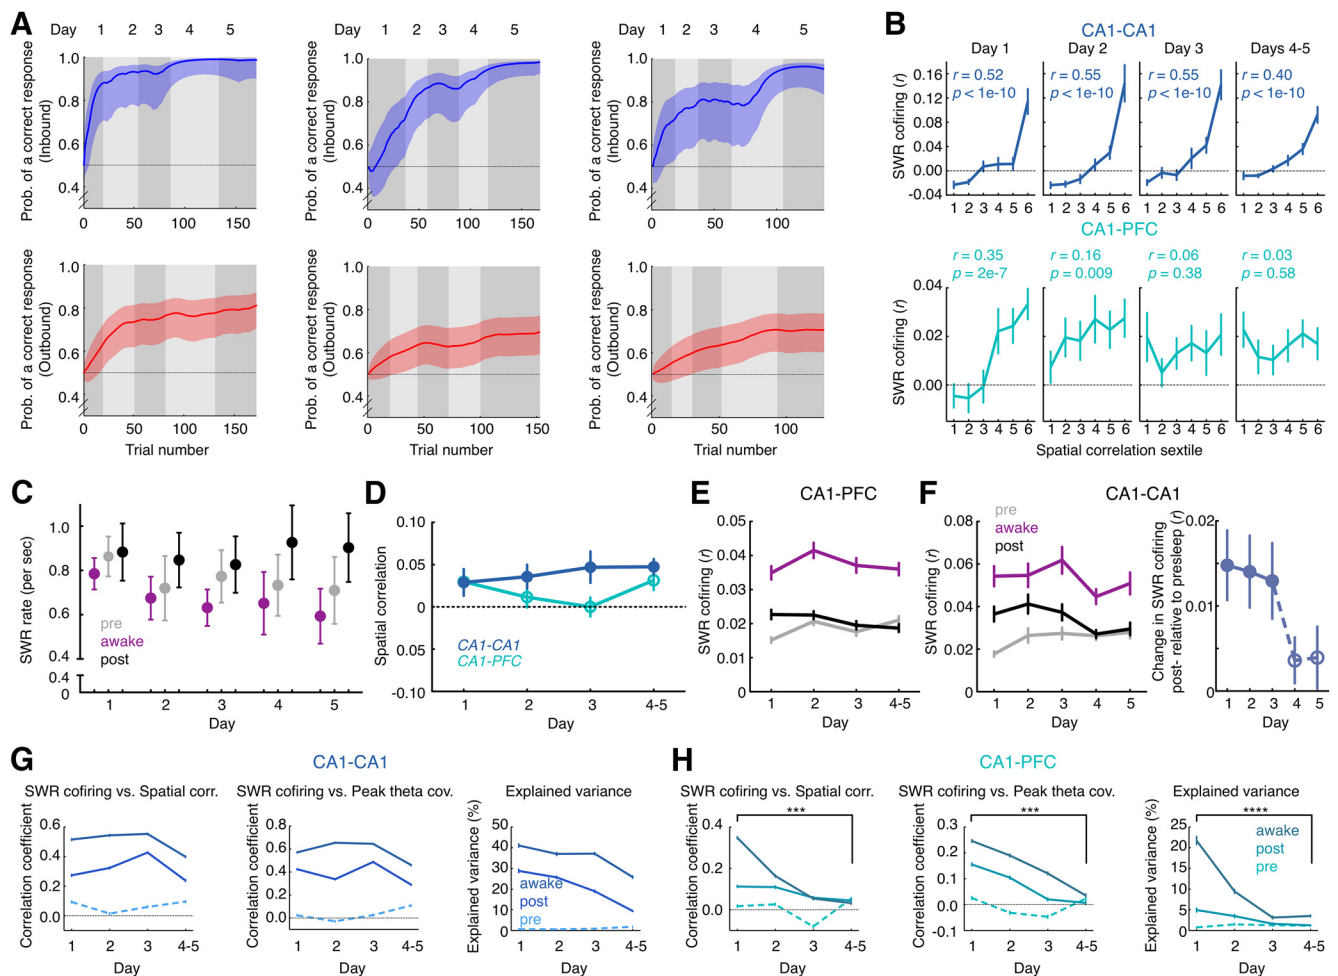 A
Day 1 2 3 4 5
Prob. of a correct response
(Inbound)
1.0
0.8
0.6
0.4
0 50 100 150
Day 1 2 3 4 5
Prob. of a correct response
(Inbound)
1.0
0.8
0.6
0.4
0 50 100 150
Day 1 2 3 4 5
Prob. of a correct response
(Inbound)
1.0
0.8
0.6
0.4
0 50 100
Prob. of a correct response
(Outbound)
1.0
0.8
0.6
0.4
0 50 100 150
Trial number
Prob. of a correct response
(Outbound)
1.0
0.8
0.6
0.4
0 50 100 150
Trial number
Prob. of a correct response
(Outbound)
1.0
0.8
0.6
0.4
0 50 100
Trial number
B
CA1-CA1
Day 1 Day 2 Day 3 Days 4-5
SWR cofiring (r)
0.16
0.12
0.08
0.04
0.00
-0.04
r = 0.52
p < 1e-10
r = 0.55
p < 1e-10
r = 0.55
p < 1e-10
r = 0.40
p < 1e-10
1 2 3 4 5 6 1 2 3 4 5 6 1 2 3 4 5 6 1 2 3 4 5 6
CA1-PFC
r = 0.35
p = 2e-7
r = 0.16
p = 0.009
r = 0.06
p = 0.38
r = 0.03
p = 0.58
SWR cofiring (r)
0.04
0.02
0.00
1 2 3 4 5 6 1 2 3 4 5 6 1 2 3 4 5 6 1 2 3 4 5 6
Spatial correlation sextile
C
SWR rate (per sec)
1.0
0.8
0.6
0.4
0.4
0
pre
awake
post
1 2 3 4 5
Day
D
Spatial correlation
0.10
0.05
0
0.05
-0.10
CA1-CA1
CA1-PFC
1 2 3 4-5
Day
E
CA1-PFC
SWR cofiring (r)
0.05
0.04
0.03
0.02
0.01
0
1 2 3 4-5
Day
F
CA1-CA1
SWR cofiring (r)
0.08
0.06
0.04
0.02
0
pre
awake
post
1 2 3 4 5
Day
Change in SWR cofiring
post- relative to presleep (r)
0.02
0.01
0
1 2 3 4 5
Day
G
CA1-CA1
SWR cofiring vs. Spatial corr.
Correlation coefficient
0.6
0.4
0.2
0.0
1 2 3 4-5
Day
SWR cofiring vs. Peak theta cov.
Correlation coefficient
0.8
0.6
0.4
0.2
0.0
1 2 3 4-5
Day
Explained variance
Explained variance (%)
50
40
30
20
10
0
awake
post
pre
1 2 3 4-5
Day
H
CA1-PFC
SWR cofiring vs. Spatial corr.
***
Correlation coefficient
0.4
0.2
0.0
1 2 3 4-5
Day
SWR cofiring vs. Peak theta cov.
***
Correlation coefficient
0.3
0.2
0.1
0.0
-0.1
1 2 3 4-5
Day
Explained variance
****
Explained variance (%)
25
20
15
10
5
0
awake
post
pre
1 2 3 4-5
Day